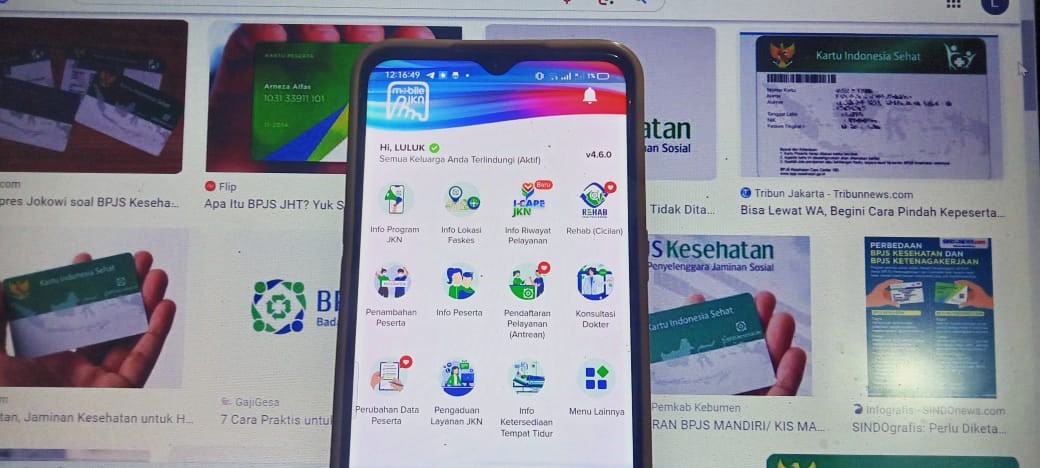 12:16:49
1%
mobile
JKN
Hi, LULUK
Semua Keluarga Anda Terlindungi (Aktif)
v4.6.0
Info Program
JKN
Info Lokasi
Faskes
Baru
I-CARE
JKN
Info Riwayat
Pelayanan
REHAB
Rehab (Cicilan)
Penambahan
Peserta
Info Peserta
Pendaftaran
Pelayanan
(Antrean)
Konsultasi
Dokter
Perubahan Data
Peserta
Pengaduan
Layanan JKN
Info
Ketersediaan
Tempat Tidur
Menu Lainnya
L
.com
pres Jokowi soal BPJS Keseha...
KARTU PESERTA
Arneza Alfas
1031 33911 101
11-2014
Flip
Apa Itu BPJS JHT? Yuk S
atan
an Sosial
Tidak Dita...
Kartu Indonesia Sehat
Tribun Jakarta - Tribunnews.com
Bisa Lewat WA, Begini Cara Pindah Kepeserta...
Kartu Indonesia Sehat
tan, Jaminan Kesehatan untuk H...
BP
Bada
GajiGesa
7 Cara Praktis untu
JS Kesehatan
Penyelenggara Jaminan Sosial
Kartu Indonesia Sehat
Pemkab Kebumen
RAN BPJS MANDIRI/ KIS MA...
PERBEDAAN
BPJS KESEHATAN DAN
BPJS KETENAGAKERJAAN
Infografis - SINDOnews.com
SINDOgrafis: Perlu Diketa...